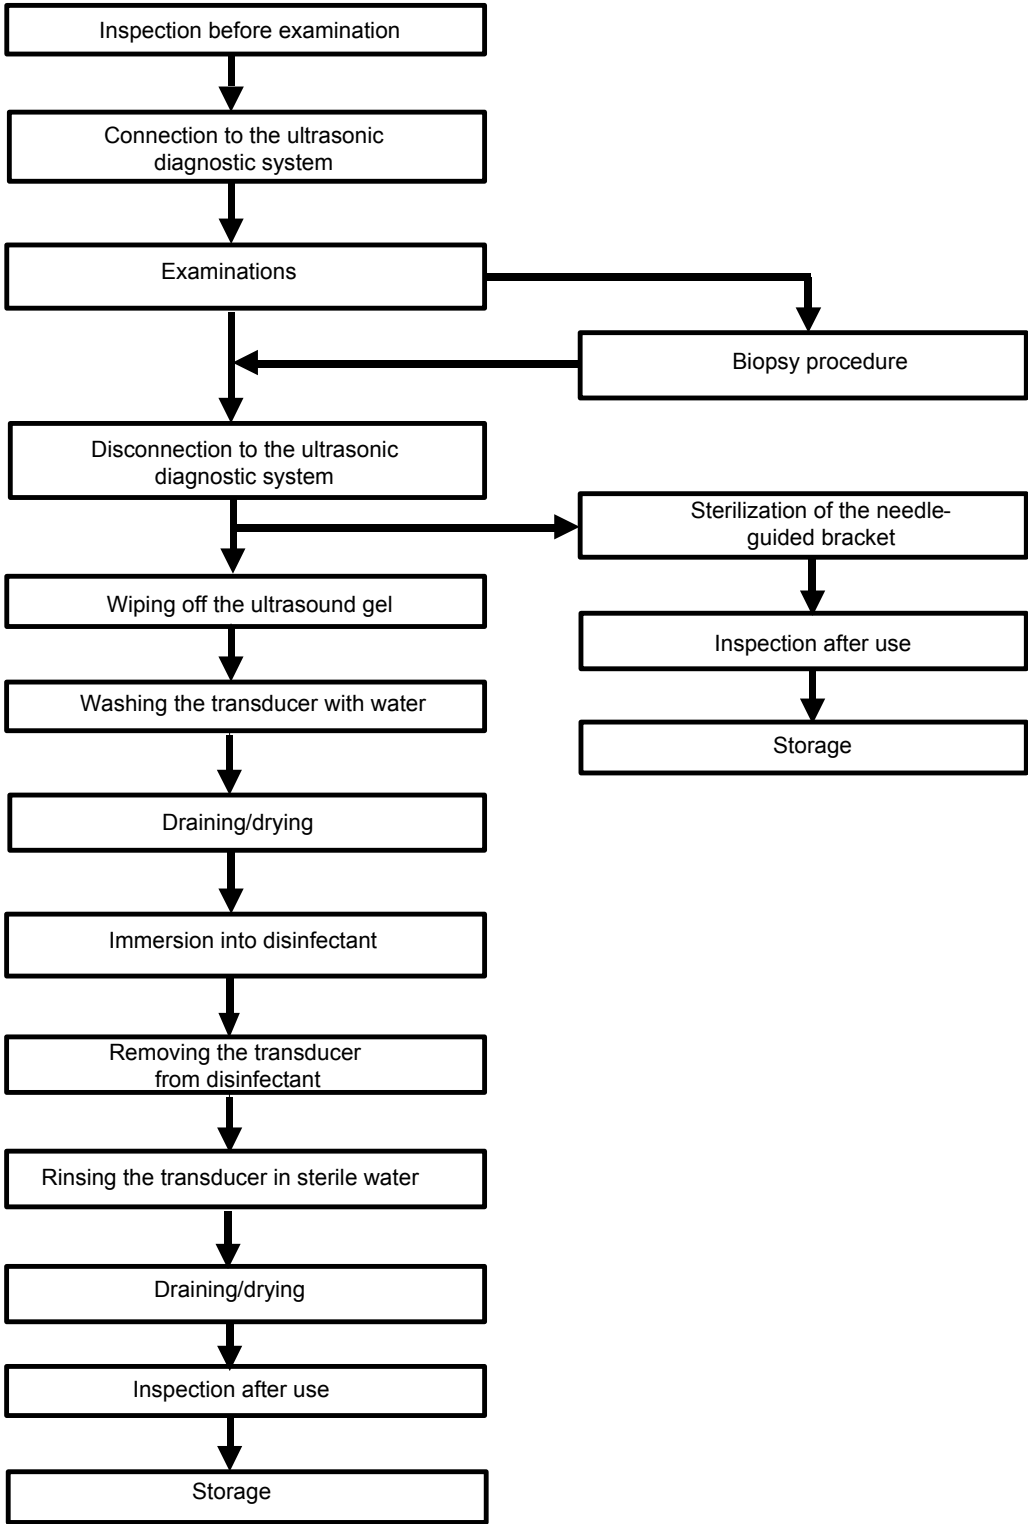 Inspection before examination
Connection to the ultrasonic
diagnostic system
Examinations
Biopsy procedure
Disconnection to the ultrasonic
diagnostic system
Sterilization of the needle-
guided bracket
Wiping off the ultrasound gel
Inspection after use
Washing the transducer with water
Storage
Draining/drying
Immersion into disinfectant
Removing the transducer
from disinfectant
Rinsing the transducer in sterile water
Draining/drying
Inspection after use
Storage